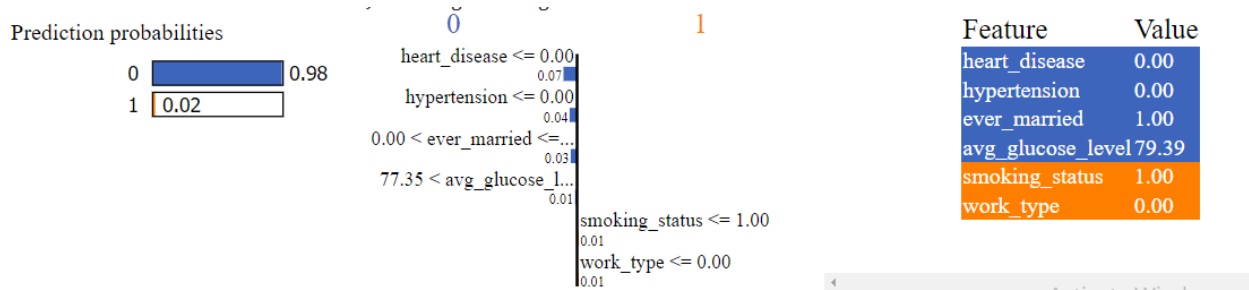 Prediction probabilities
0 0.98
1 0.02
0 1
heart_disease <= 0.00
0.07
hypertension <= 0.00
0.04
0.00 < ever_married <=...
0.03
77.35 < avg_glucose_l...
0.01
smoking_status <= 1.00
0.01
work_type <= 0.00
0.01
Feature Value
heart_disease 0.00
hypertension 0.00
ever_married 1.00
avg_glucose_level 79.39
smoking_status 1.00
work_type 0.00